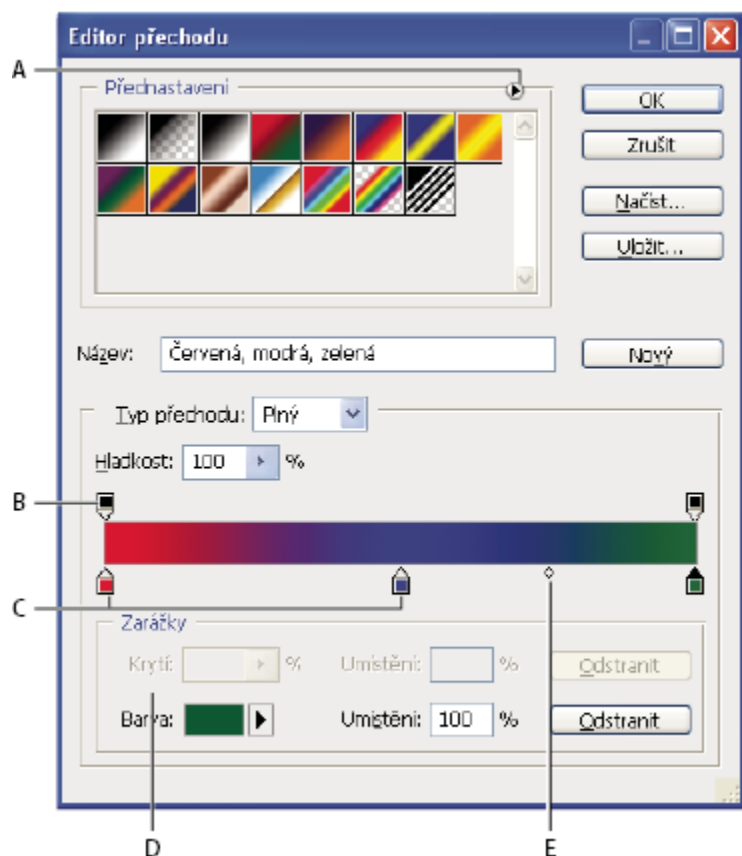 Editor přechodu
A
Přednastavení
OK
Zrušit
Načíst...
Uložit...
Název: Červená, modrá, zelená
Nový
Typ přechodu: Plný
Hladkost: 100 %
B
C
Zarážky
Krytí: % Umístění: % Odstranit
Barva: Umístění: 100 % Odstranit
D E